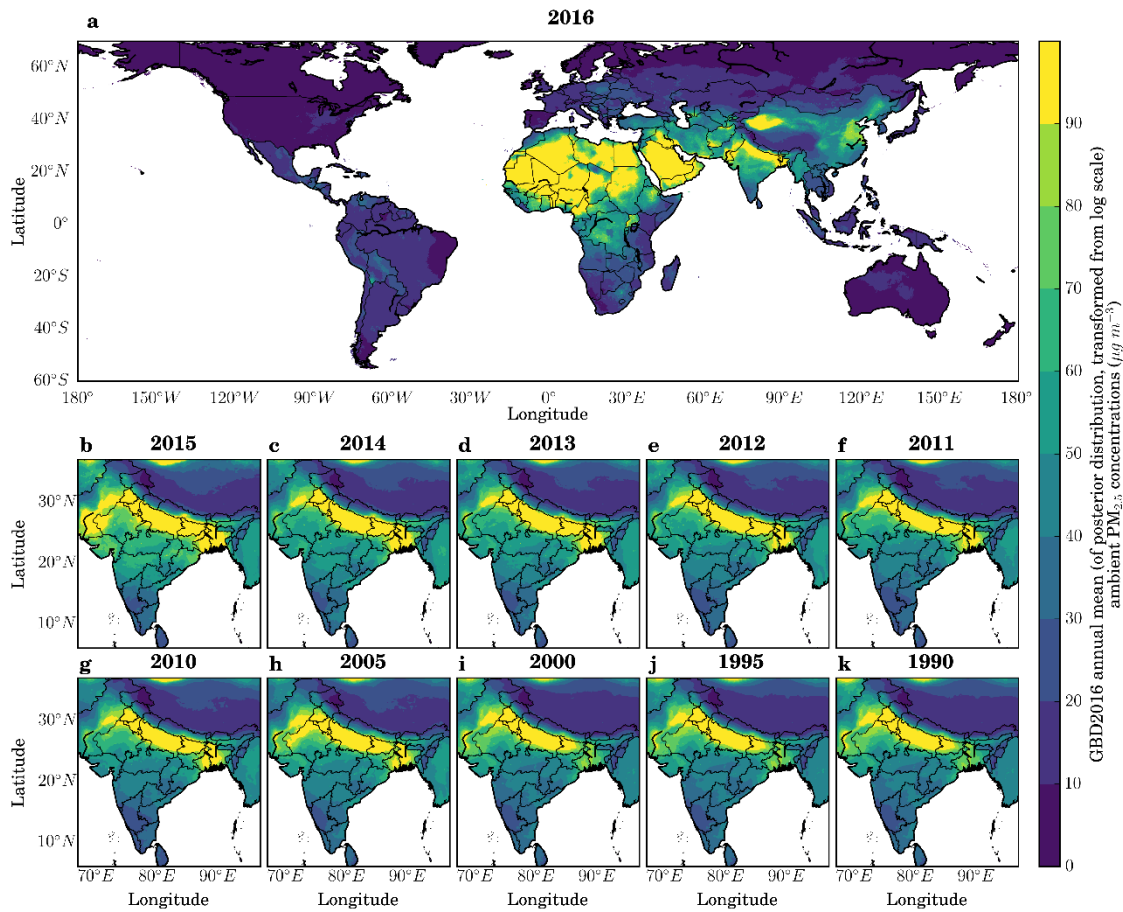 a
2016
60°N
40°N
20°N
0°
20°S
40°S
60°S
Latitude
180°
150°W
120°W
90°W
60°W
30°W
0°
30°E
60°E
90°E
120°E
150°E
180°
Longitude
b
2015
c
2014
d
2013
e
2012
f
2011
30°N
20°N
10°N
Latitude
g
2010
h
2005
i
2000
j
1995
k
1990
30°N
20°N
10°N
Latitude
70°E 80°E 90°E
70°E 80°E 90°E
70°E 80°E 90°E
70°E 80°E 90°E
70°E 80°E 90°E
Longitude
Longitude
Longitude
Longitude
Longitude
90
80
70
60
50
40
30
20
10
0
GBD2016 annual mean (of posterior distribution, transformed from log scale)
ambient PM₂.₅ concentrations (μg m⁻³)